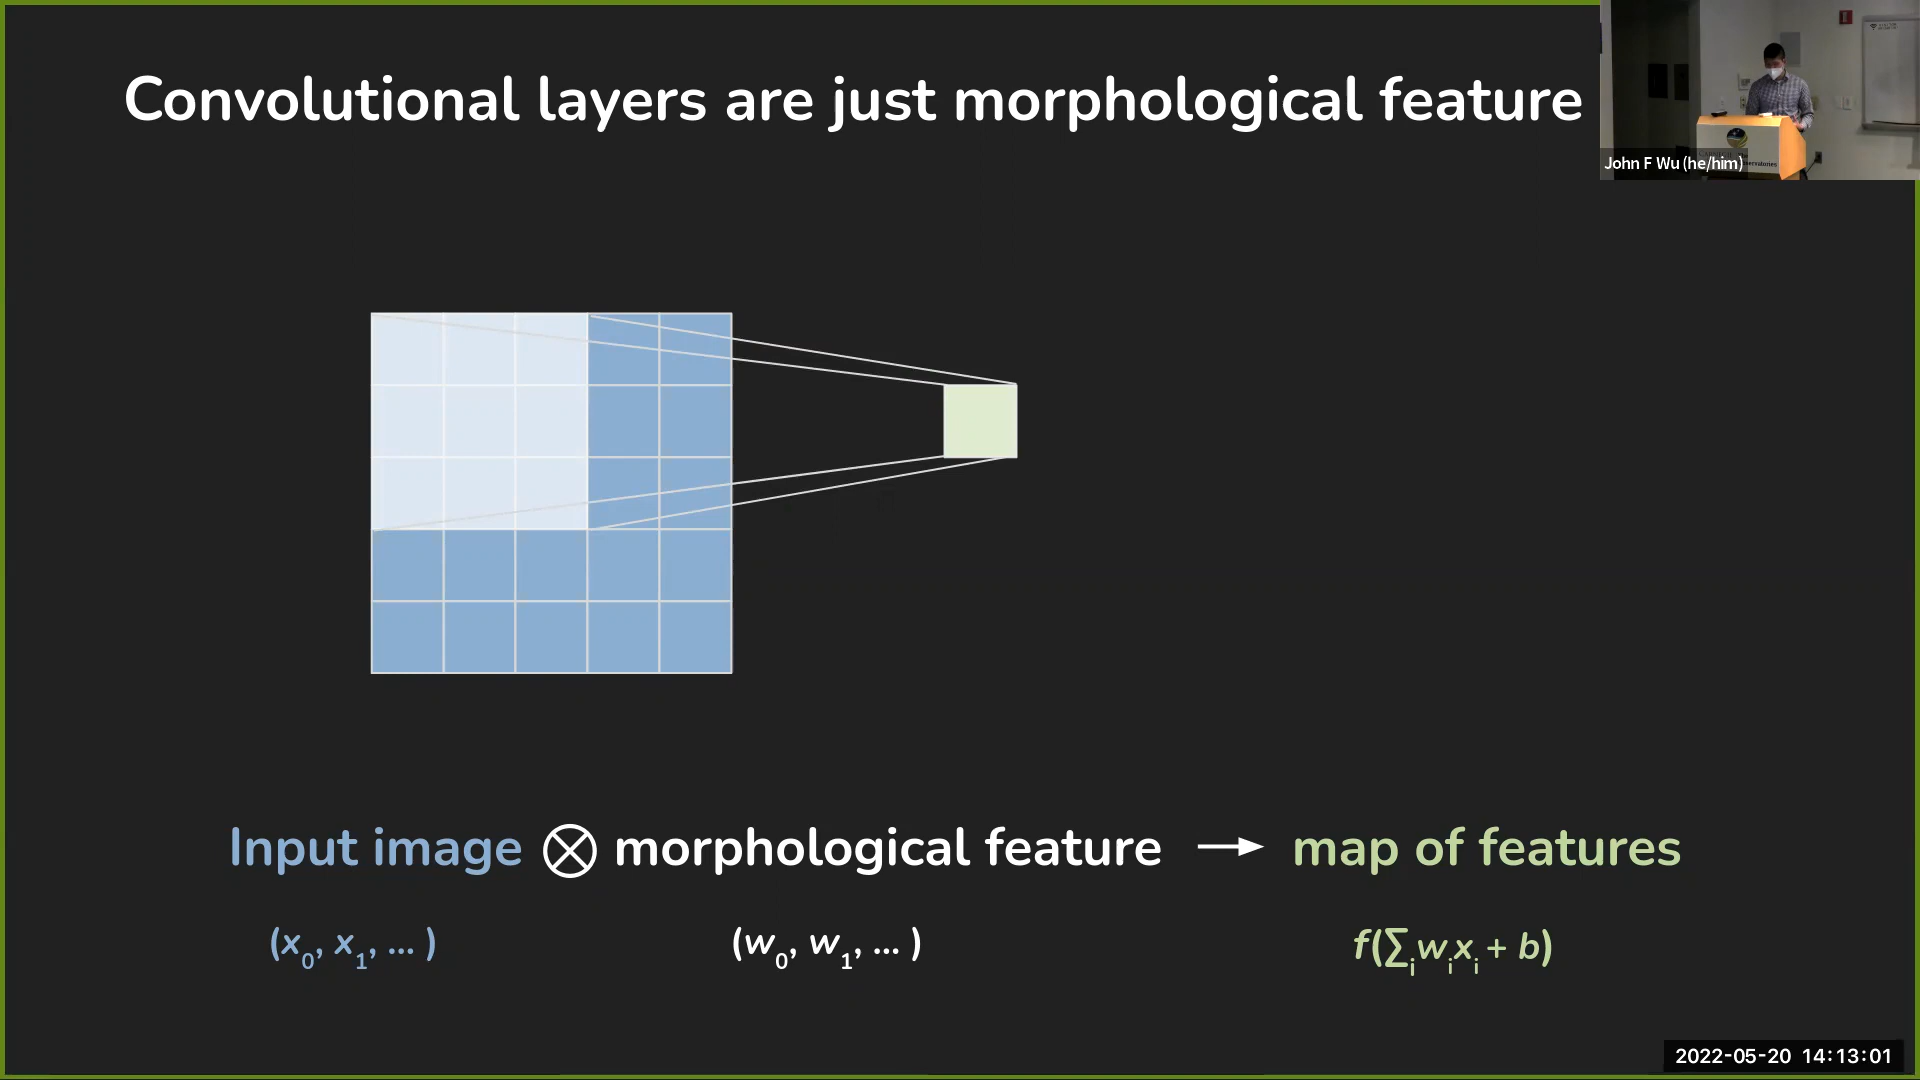 Convolutional layers are just morphological feature
John F Wu (he/him)
Input image ⊗ morphological feature → map of features
(x₀, x₁, ... ) (w₀, w₁, ... ) f(∑ᵢwᵢxᵢ + b)
2022-05-20 14:13:01